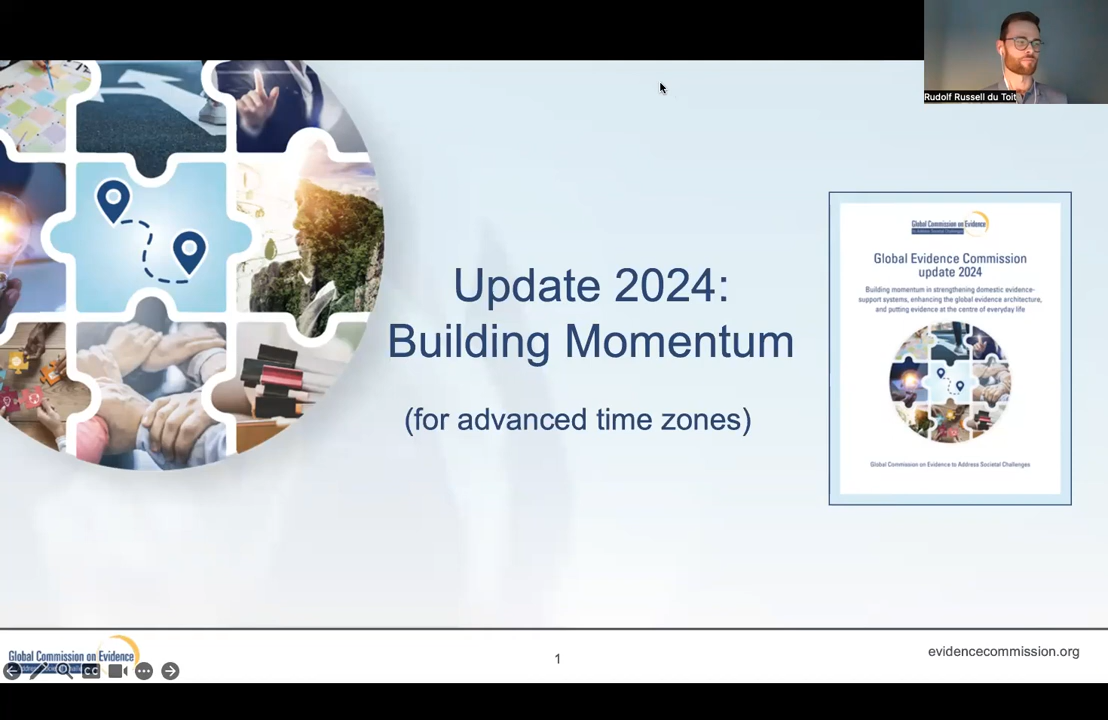 Rudolf Russell du Toit
Update 2024:
Building Momentum
(for advanced time zones)
Global Commission on Evidence
Global Evidence Commission
update 2024
Building momentum in strengthening domestic evidence-
support systems, enhancing the global evidence architecture,
and putting evidence at the centre of everyday life
Global Commission on Evidence to Address Societal Challenges
Global Commission on Evidence
CC
1
evidencecommission.org